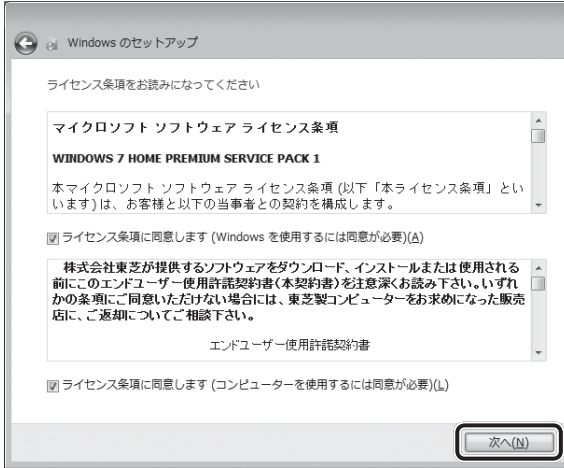 Windows のセットアップ
ライセンス条項をお読みになってください
マイクロソフト ソフトウェア ライセンス条項
WINDOWS 7 HOME PREMIUM SERVICE PACK 1
本マイクロソフト ソフトウェア ライセンス条項 (以下「本ライセンス条項」とい
います) は、お客様と以下の当事者との契約を構成します。
ライセンス条項に同意します (Windows を使用するには同意が必要)(A)
株式会社東芝が提供するソフトウェアをダウンロード、インストールまたは使用される
前にこのエンドユーザー使用許諾契約書(本契約書)を注意深くお読み下さい。いずれ
かの条項にご同意いただけない場合には、東芝製コンピューターをお求めになった販売
店に、ご返却についてご相談下さい。
エンドユーザー使用許諾契約書
ライセンス条項に同意します (コンピューターを使用するには同意が必要)(L)
次へ(N)